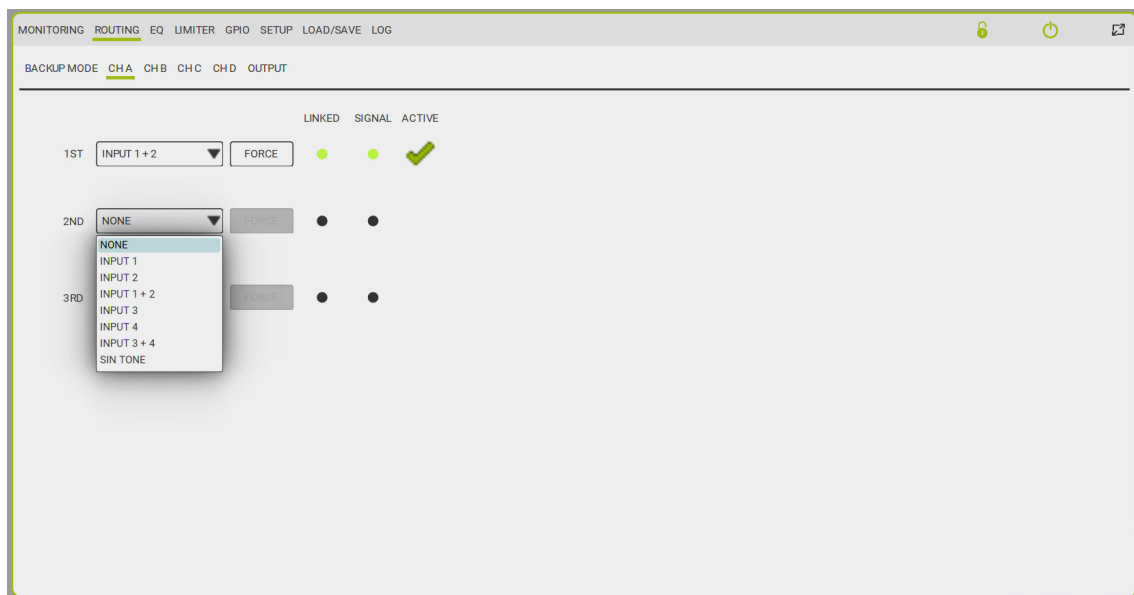 MONITORING ROUTING EQ LIMITER GPIO SETUP LOAD/SAVE LOG
BACKUP MODE CH A CH B CH C CH D OUTPUT
LINKED SIGNAL ACTIVE
1ST INPUT 1 + 2 FORCE
2ND NONE FORCE
NONE
INPUT 1
INPUT 2
3RD INPUT 1 + 2 FORCE
INPUT 3
INPUT 4
INPUT 3 + 4
SIN TONE